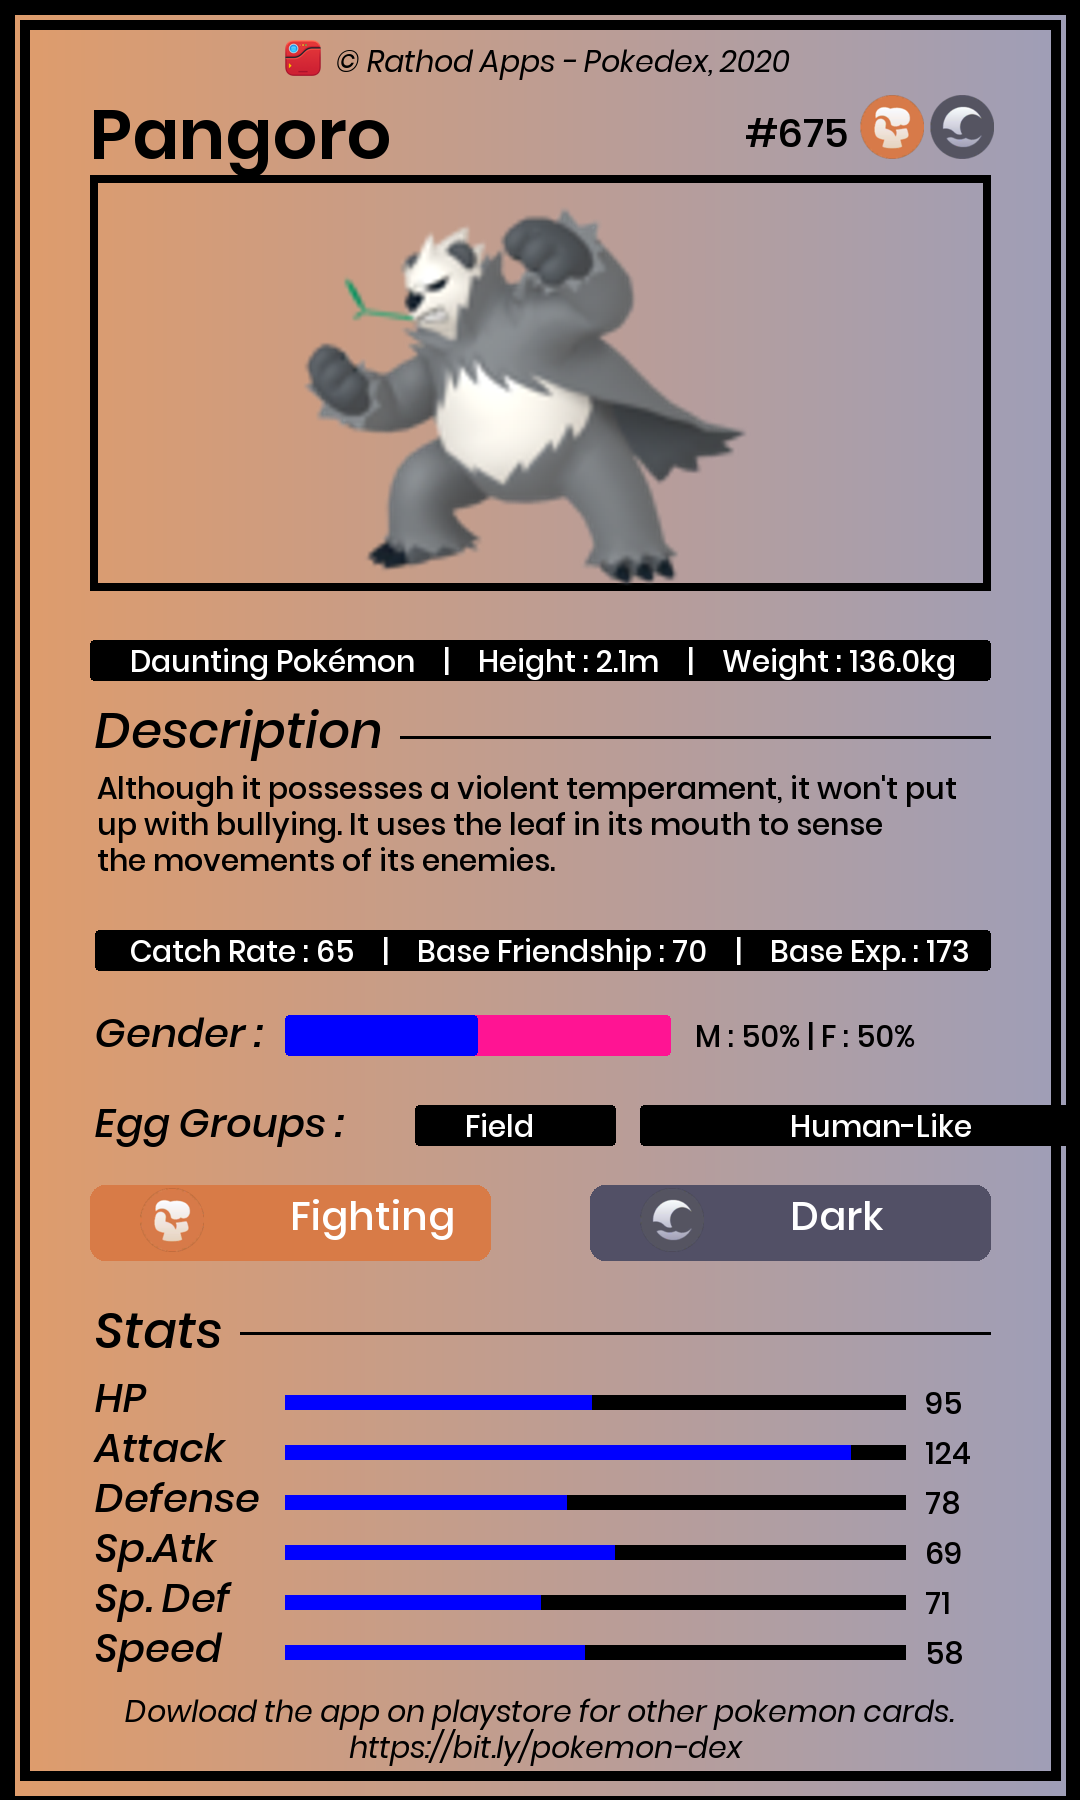 © Rathod Apps - Pokedex, 2020
Pangoro #675
Daunting Pokémon | Height : 2.1m | Weight : 136.0kg
Description
Although it possesses a violent temperament, it won't put
up with bullying. It uses the leaf in its mouth to sense
the movements of its enemies.
Catch Rate : 65 | Base Friendship : 70 | Base Exp. : 173
Gender : M : 50% | F : 50%
Egg Groups : Field Human-Like
Fighting Dark
Stats
HP 95
Attack 124
Defense 78
Sp.Atk 69
Sp. Def 71
Speed 58
Dowload the app on playstore for other pokemon cards.
https://bit.ly/pokemon-dex